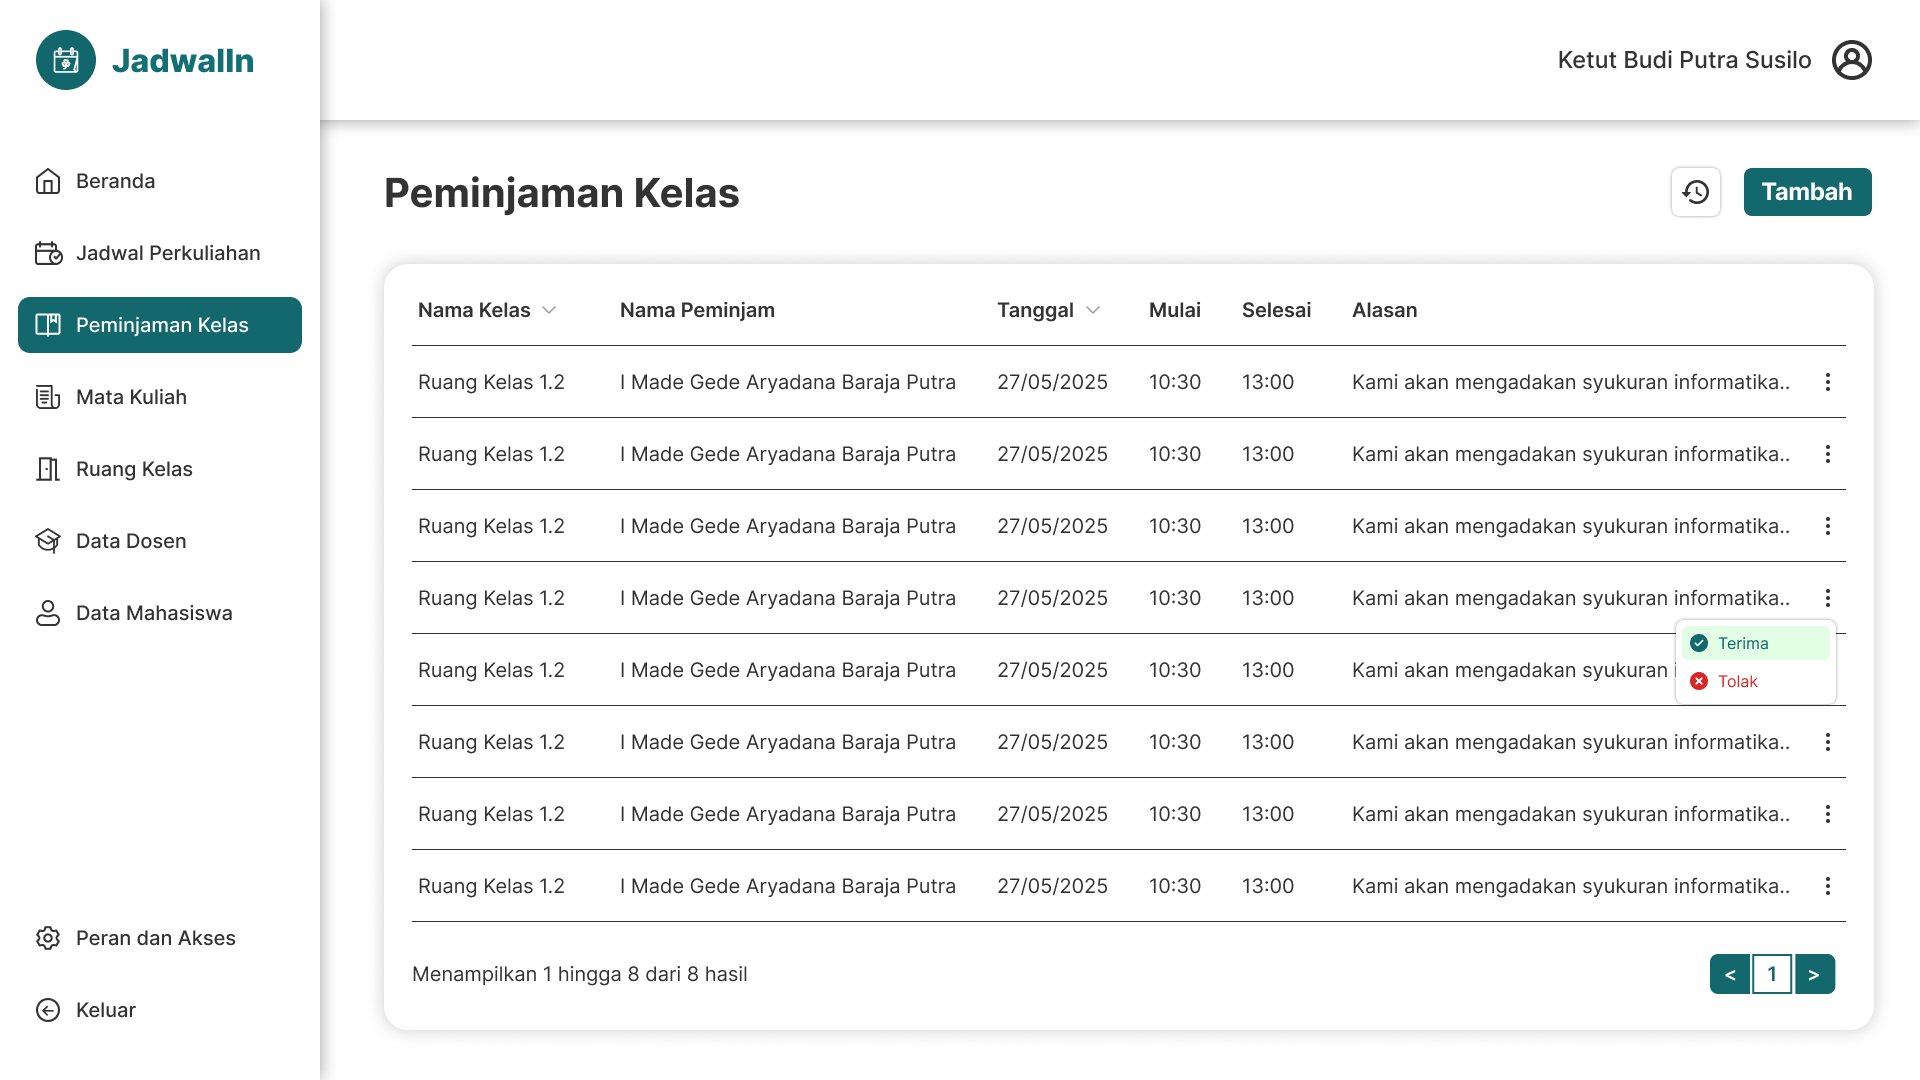 JadwalIn
Ketut Budi Putra Susilo
Beranda
Jadwal Perkuliahan
Peminjaman Kelas
Mata Kuliah
Ruang Kelas
Data Dosen
Data Mahasiswa
Peran dan Akses
Keluar
Peminjaman Kelas
Tambah
Nama Kelas Nama Peminjam Tanggal Mulai Selesai Alasan
Ruang Kelas 1.2 I Made Gede Aryadana Baraja Putra 27/05/2025 10:30 13:00 Kami akan mengadakan syukuran informatika..
Ruang Kelas 1.2 I Made Gede Aryadana Baraja Putra 27/05/2025 10:30 13:00 Kami akan mengadakan syukuran informatika..
Ruang Kelas 1.2 I Made Gede Aryadana Baraja Putra 27/05/2025 10:30 13:00 Kami akan mengadakan syukuran informatika..
Ruang Kelas 1.2 I Made Gede Aryadana Baraja Putra 27/05/2025 10:30 13:00 Kami akan mengadakan syukuran informatika..
Terima
Tolak
Ruang Kelas 1.2 I Made Gede Aryadana Baraja Putra 27/05/2025 10:30 13:00 Kami akan mengadakan syukuran
Ruang Kelas 1.2 I Made Gede Aryadana Baraja Putra 27/05/2025 10:30 13:00 Kami akan mengadakan syukuran informatika..
Ruang Kelas 1.2 I Made Gede Aryadana Baraja Putra 27/05/2025 10:30 13:00 Kami akan mengadakan syukuran informatika..
Ruang Kelas 1.2 I Made Gede Aryadana Baraja Putra 27/05/2025 10:30 13:00 Kami akan mengadakan syukuran informatika..
Menampilkan 1 hingga 8 dari 8 hasil
< 1 >